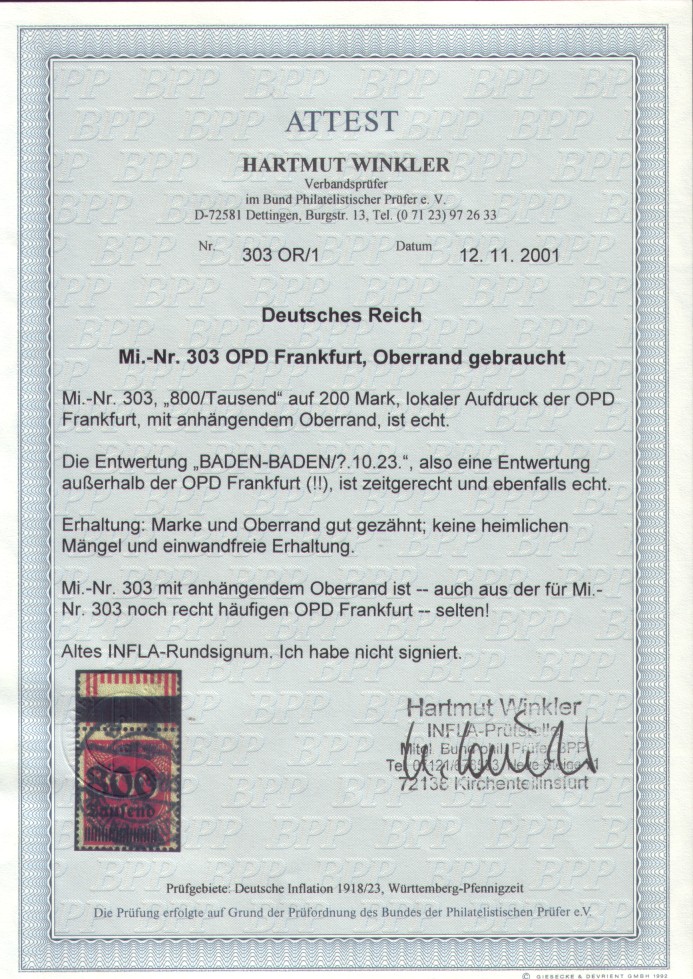 ATTEST
HARTMUT WINKLER
Verbandsprüfer
im Bund Philatelistischer Prüfer e. V.
D-72581 Dettingen, Burgstr. 13, Tel. (0 71 23) 97 26 33
Nr. 303 OR/1 Datum 12. 11. 2001
Deutsches Reich
Mi.-Nr. 303 OPD Frankfurt, Oberrand gebraucht
Mi.-Nr. 303, „800/Tausend“ auf 200 Mark, lokaler Aufdruck der OPD
Frankfurt, mit anhängendem Oberrand, ist echt.
Die Entwertung „BADEN-BADEN/?.10.23.“, also eine Entwertung
außerhalb der OPD Frankfurt (!!), ist zeitgerecht und ebenfalls echt.
Erhaltung: Marke und Oberrand gut gezähnt; keine heimlichen
Mängel und einwandfreie Erhaltung.
Mi.-Nr. 303 mit anhängendem Oberrand ist -- auch aus der für Mi.-
Nr. 303 noch recht häufigen OPD Frankfurt -- selten!
Altes INFLA-Rundsignum. Ich habe nicht signiert.
800
Tausend
Hartmut Winkler
INFLA-Prüfstelle
Mitgl. Bund phil. Prüfer BPP
72138 Kirchentellinsfurt
Prüfgebiete: Deutsche Inflation 1918/23, Württemberg-Pfennigzeit
Die Prüfung erfolgte auf Grund der Prüfordnung des Bundes der Philatelistischen Prüfer e.V.
© GIESECKE & DEVRIENT GMBH 1992